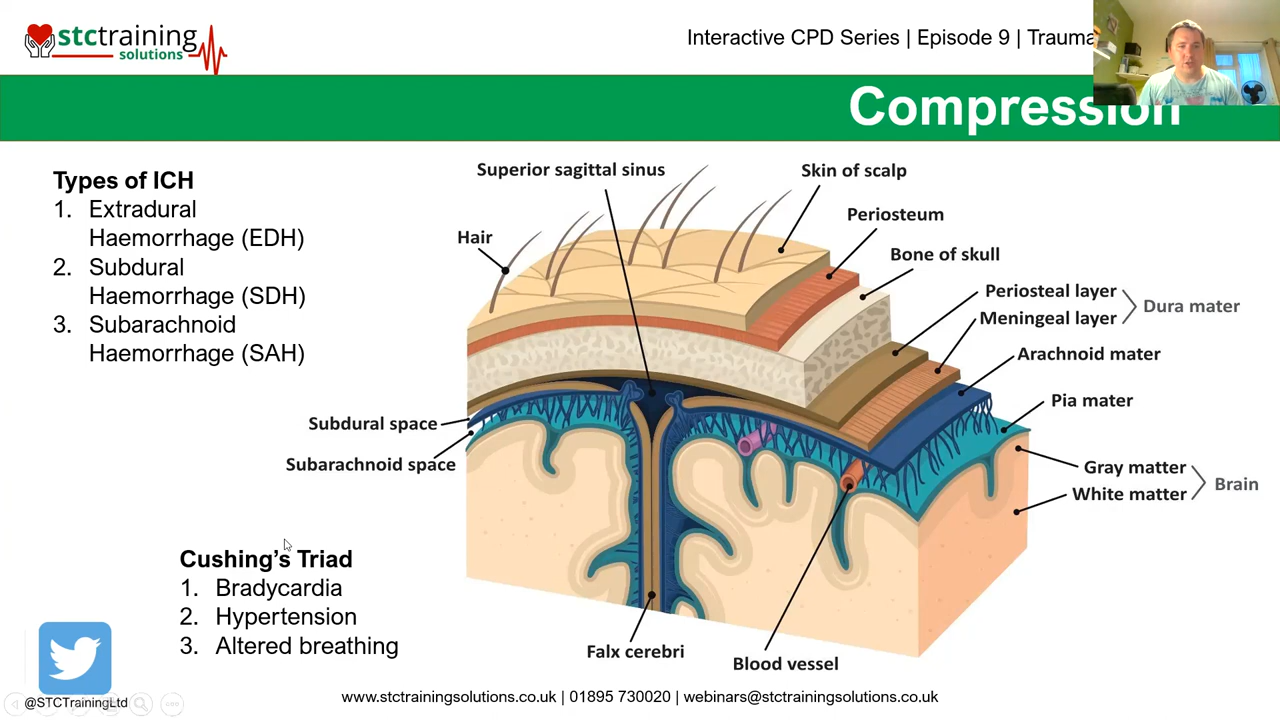 stctraining
solutions
Interactive CPD Series | Episode 9 | Trauma
Compression
Types of ICH
1. Extradural
Haemorrhage (EDH)
2. Subdural
Haemorrhage (SDH)
3. Subarachnoid
Haemorrhage (SAH)
Superior sagittal sinus
Skin of scalp
Hair
Periosteum
Bone of skull
Periosteal layer
Meningeal layer
Dura mater
Arachnoid mater
Pia mater
Subdural space
Subarachnoid space
Gray matter
White matter
Brain
Falx cerebri
Blood vessel
Cushing's Triad
1. Bradycardia
2. Hypertension
3. Altered breathing
@STCTrainingLtd
www.stctrainingsolutions.co.uk | 01895 730020 | webinars@stctrainingsolutions.co.uk